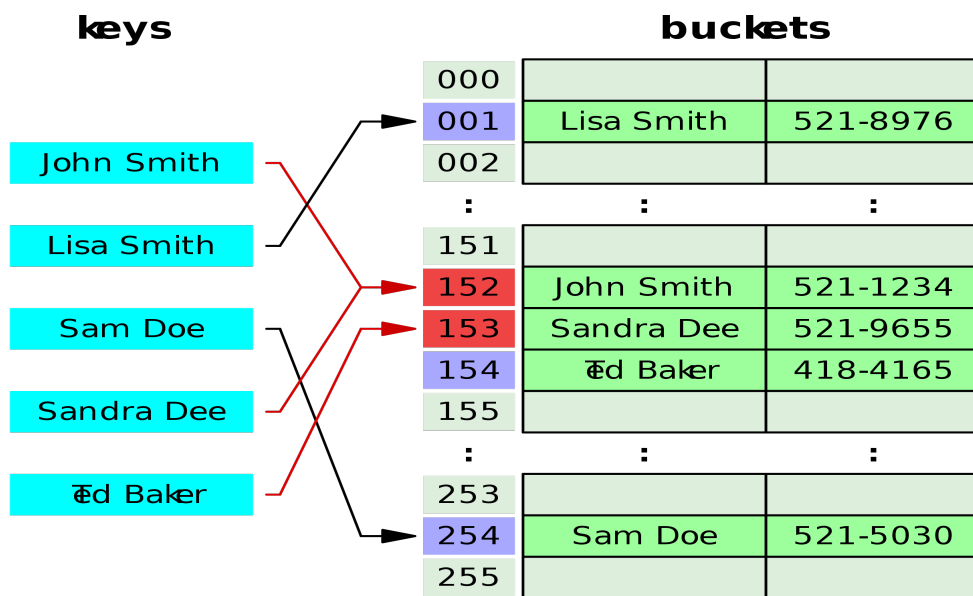 keys
buckets
John Smith
Lisa Smith
Sam Doe
Sandra Dee
Ted Baker
000
001 Lisa Smith 521-8976
002
: : :
151
152 John Smith 521-1234
153 Sandra Dee 521-9655
154 Ted Baker 418-4165
155
: : :
253
254 Sam Doe 521-5030
255